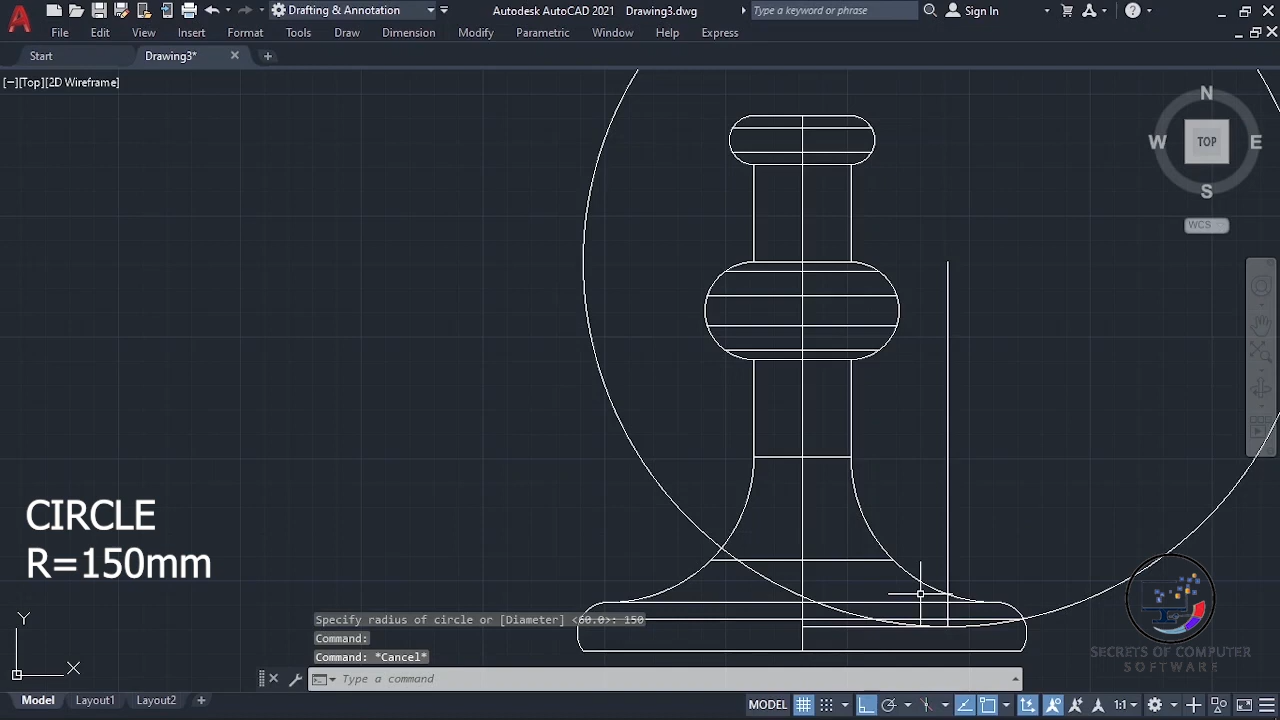 Drafting & Annotation
Autodesk AutoCAD 2021 Drawing3.dwg
Type a keyword or phrase
Sign In
File Edit View Insert Format Tools Draw Dimension Modify Parametric Window Help Express
Start
Drawing3*
[−][Top][2D Wireframe]
N
W
TOP
E
S
WCS
CIRCLE
R=150mm
Specify radius of circle or [Diameter] <60.0>: 150
Command:
Command: *Cancel*
Type a command
Y
X
SECRETS OF COMPUTER
SOFTWARE
Model
Layout1
Layout2
MODEL
1:1